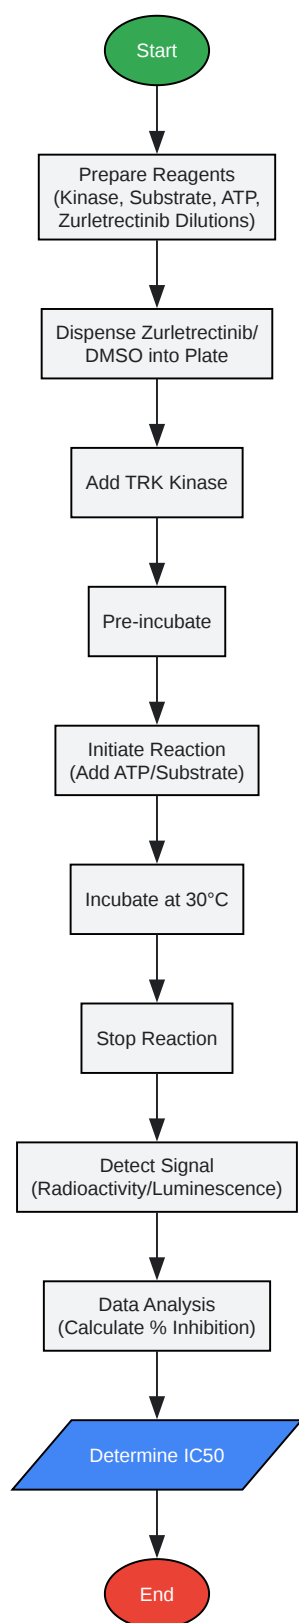 Start
Prepare Reagents
(Kinase, Substrate, ATP,
Zurletrectinib Dilutions)
Dispense Zurletrectinib/
DMSO into Plate
Add TRK Kinase
Pre-incubate
Initiate Reaction
(Add ATP/Substrate)
Incubate at 30°C
Stop Reaction
Detect Signal
(Radioactivity/Luminescence)
Data Analysis
(Calculate % Inhibition)
Determine IC50
End